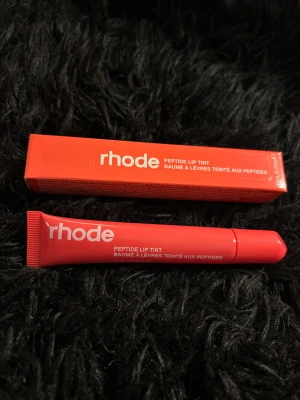 rhode
PEPTIDE LIP TINT
BAUME À LÈVRES TEINTÉ AUX PEPTIDES
rhode
PEPTIDE LIP TINT
BAUME À LÈVRES TEINTÉ AUX PEPTIDES